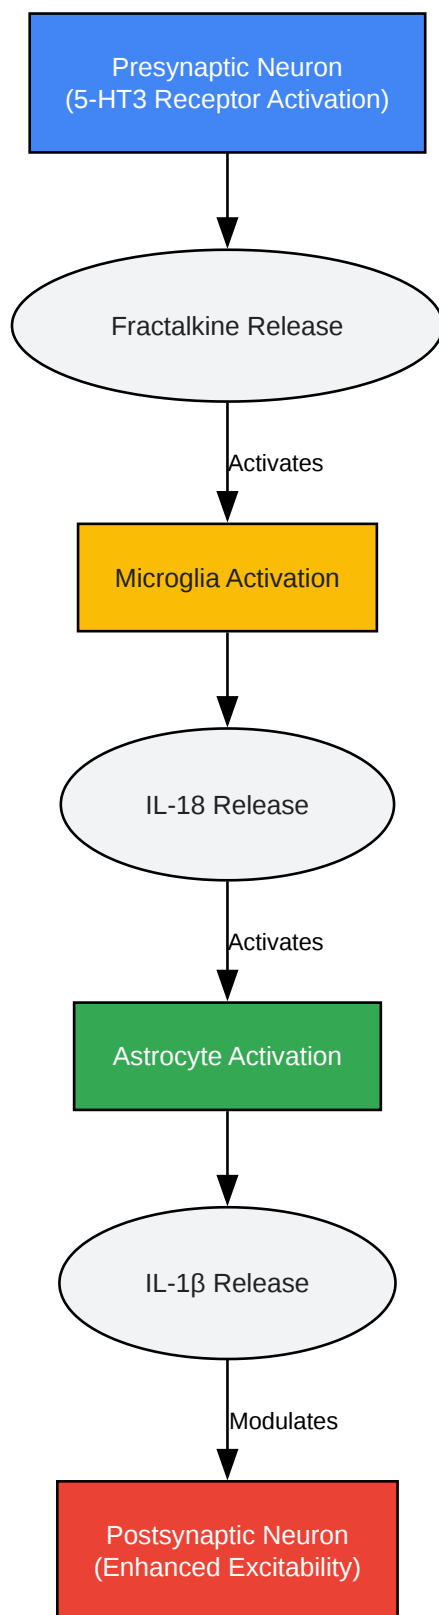 Presynaptic Neuron
(5-HT3 Receptor Activation)
Fractalkine Release
Activates
Microglia Activation
IL-18 Release
Activates
Astrocyte Activation
IL-1β Release
Modulates
Postsynaptic Neuron
(Enhanced Excitability)